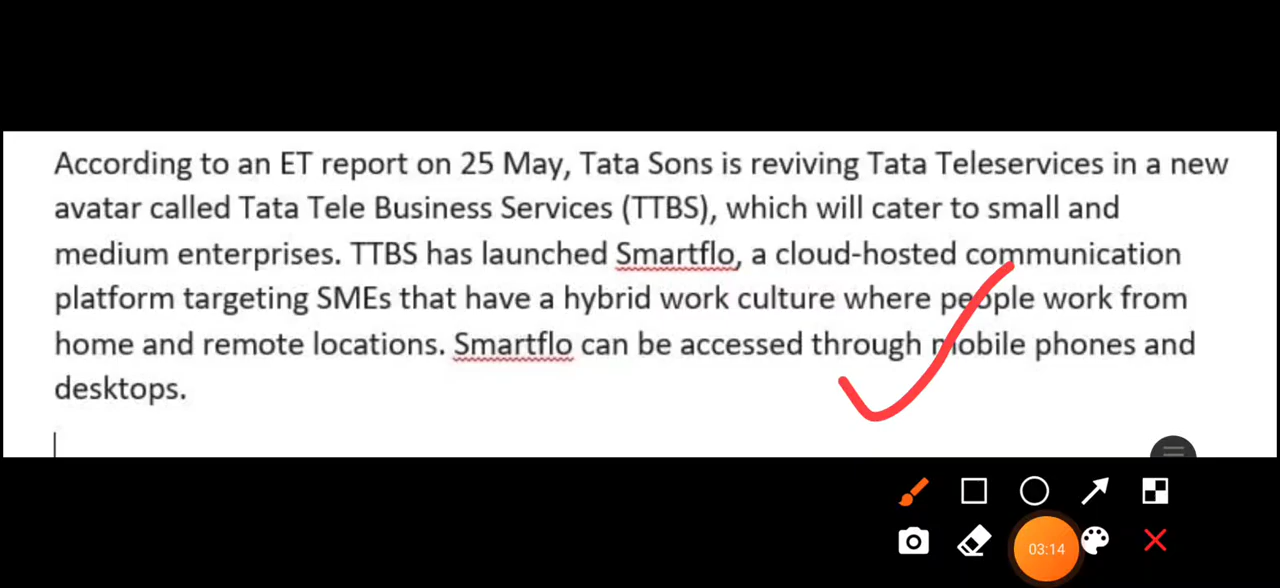 According to an ET report on 25 May, Tata Sons is reviving Tata Teleservices in a new
avatar called Tata Tele Business Services (TTBS), which will cater to small and
medium enterprises. TTBS has launched Smartflo, a cloud-hosted communication
platform targeting SMEs that have a hybrid work culture where people work from
home and remote locations. Smartflo can be accessed through mobile phones and
desktops.
03:14